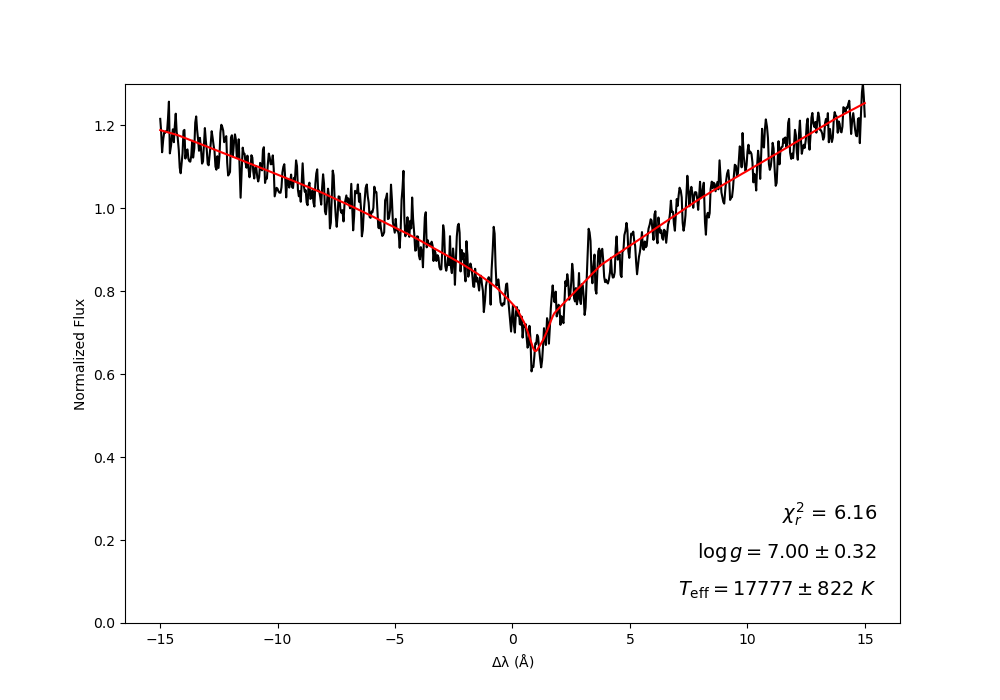 1.2
1.0
0.8
0.6
0.4
0.2
0.0
Normalized Flux
χ²ᵣ = 6.16
log g = 7.00 ± 0.32
T_eff = 17777 ± 822 K
−15 −10 −5 0 5 10 15
Δλ (Å)